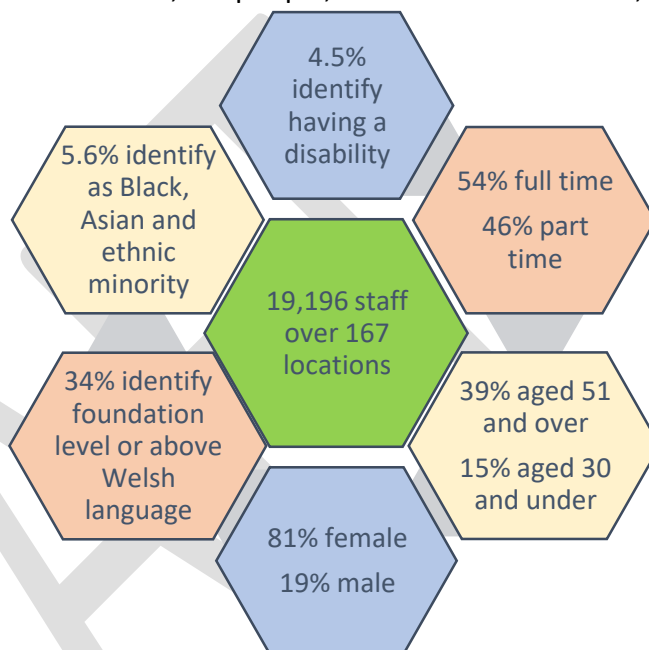 4.5%
identify
having a
disability
5.6% identify
as Black,
Asian and
ethnic
minority
54% full time
46% part
time
19,196 staff
over 167
locations
34% identify
foundation
level or above
Welsh
language
39% aged 51
and over
15% aged 30
and under
81% female
19% male